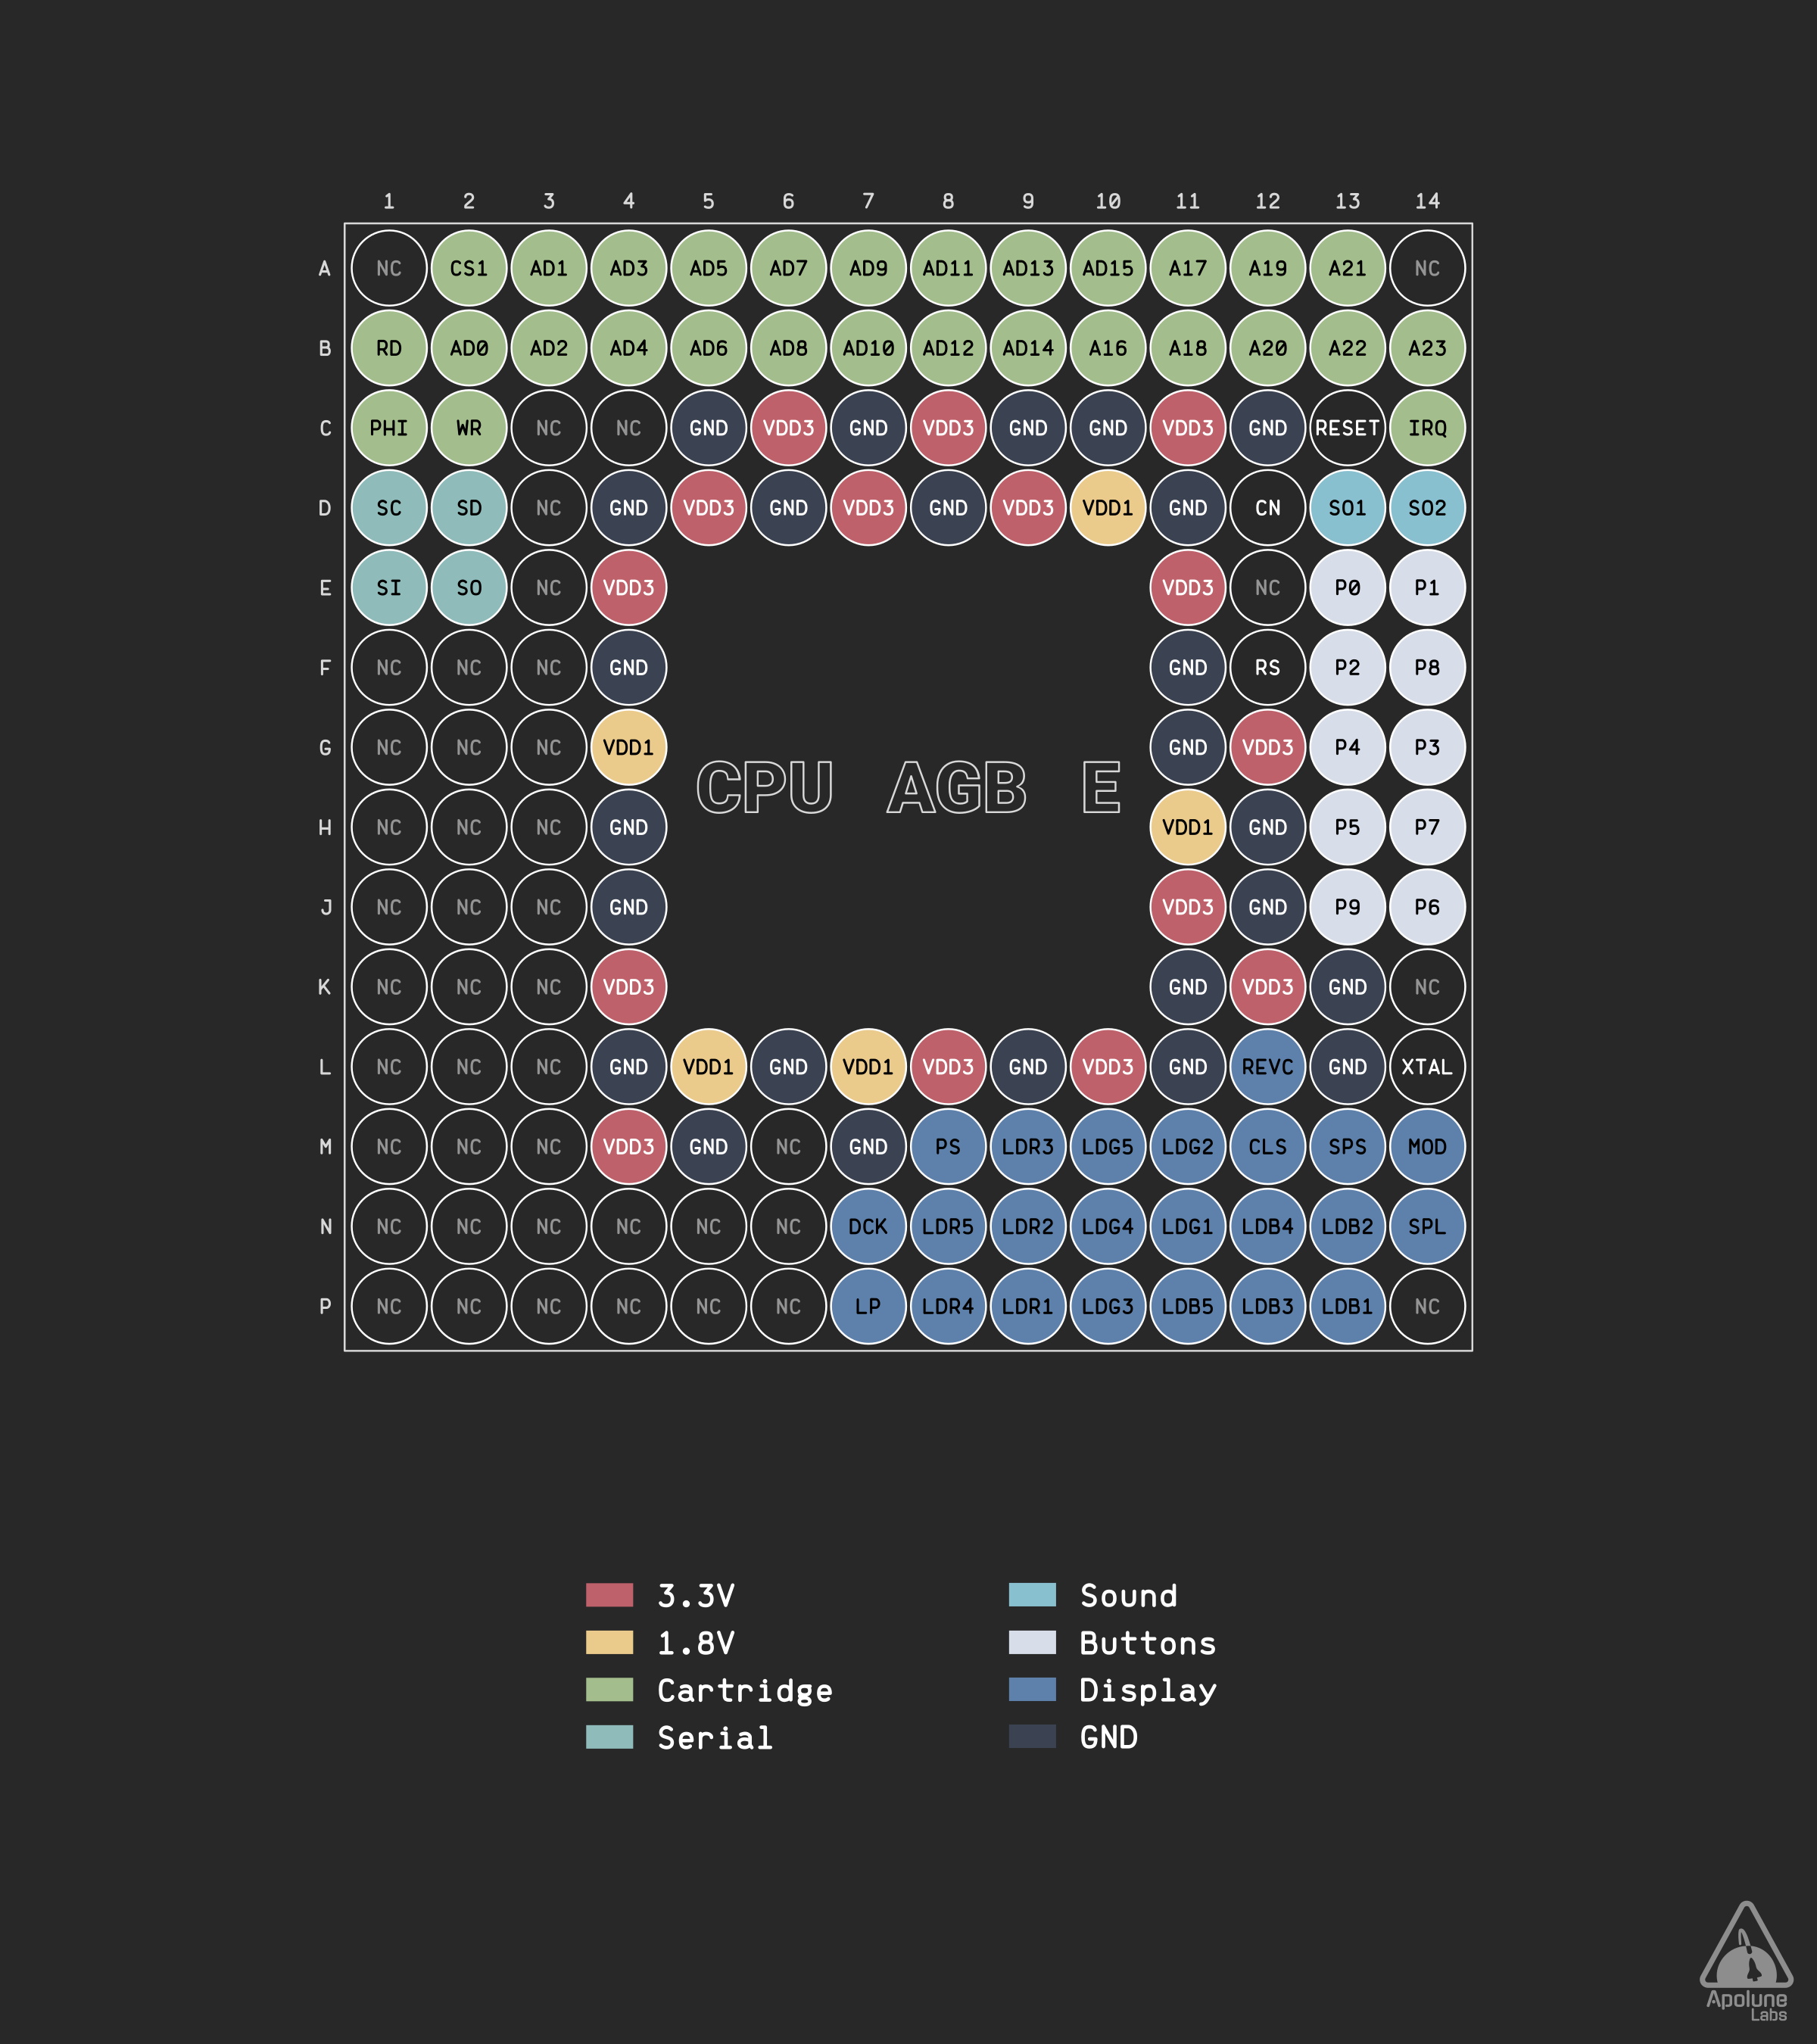 1 2 3 4 5 6 7 8 9 10 11 12 13 14
A NC CS1 AD1 AD3 AD5 AD7 AD9 AD11 AD13 AD15 A17 A19 A21 NC
B RD AD0 AD2 AD4 AD6 AD8 AD10 AD12 AD14 A16 A18 A20 A22 A23
C PHI WR NC NC GND VDD3 GND VDD3 GND GND VDD3 GND RESET IRQ
D SC SD NC GND VDD3 GND VDD3 GND VDD3 VDD1 GND CN SO1 SO2
E SI SO NC VDD3 VDD3 NC P0 P1
F NC NC NC GND GND RS P2 P8
G NC NC NC VDD1 GND VDD3 P4 P3
CPU AGB E
H NC NC NC GND VDD1 GND P5 P7
J NC NC NC GND VDD3 GND P9 P6
K NC NC NC VDD3 GND VDD3 GND NC
L NC NC NC GND VDD1 GND VDD1 VDD3 GND VDD3 GND REVC GND XTAL
M NC NC NC VDD3 GND NC GND PS LDR3 LDG5 LDG2 CLS SPS MOD
N NC NC NC NC NC NC DCK LDR5 LDR2 LDG4 LDG1 LDB4 LDB2 SPL
P NC NC NC NC NC NC LP LDR4 LDR1 LDG3 LDB5 LDB3 LDB1 NC
3.3V
1.8V
Cartridge
Serial
Sound
Buttons
Display
GND
Apolune
Labs